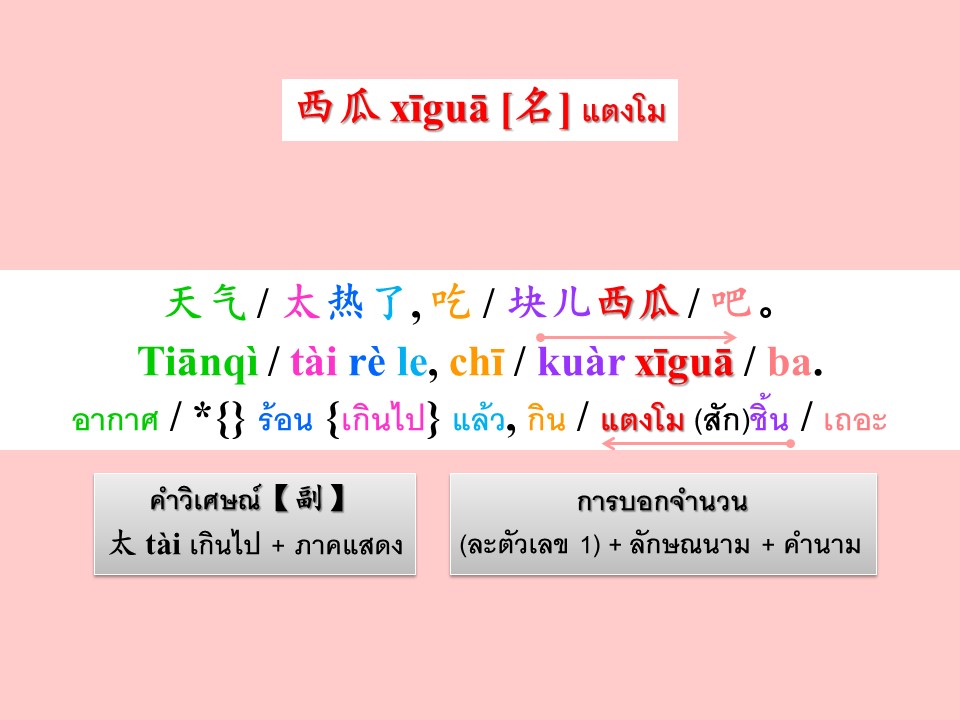 西瓜 xīguā [名] แตงโม
天气 / 太热了, 吃 / 块儿西瓜 / 吧。
Tiānqì / tài rè le, chī / kuàr xīguā / ba.
อากาศ / *{} ร้อน {เกินไป} แล้ว, กิน / แตงโม (สัก)ชิ้น / เถอะ
คำวิเศษณ์【副】
太 tài เกินไป + ภาคแสดง
การบอกจำนวน
(ละตัวเลข 1) + ลักษณนาม + คำนาม